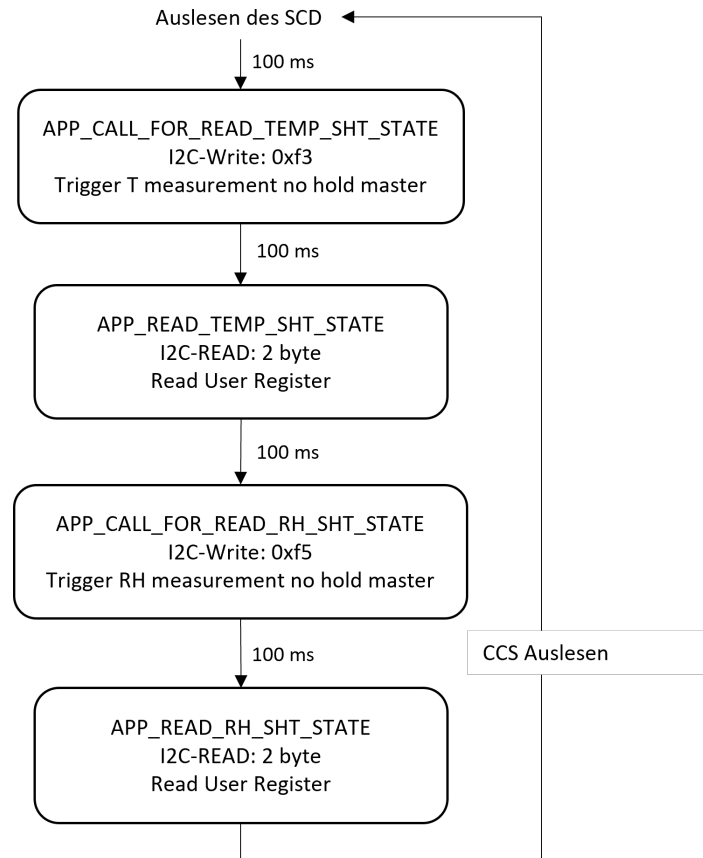 Auslesen des SCD
100 ms
APP_CALL_FOR_READ_TEMP_SHT_STATE
I2C-Write: 0xf3
Trigger T measurement no hold master
100 ms
APP_READ_TEMP_SHT_STATE
I2C-READ: 2 byte
Read User Register
100 ms
APP_CALL_FOR_READ_RH_SHT_STATE
I2C-Write: 0xf5
Trigger RH measurement no hold master
100 ms
CCS Auslesen
APP_READ_RH_SHT_STATE
I2C-READ: 2 byte
Read User Register